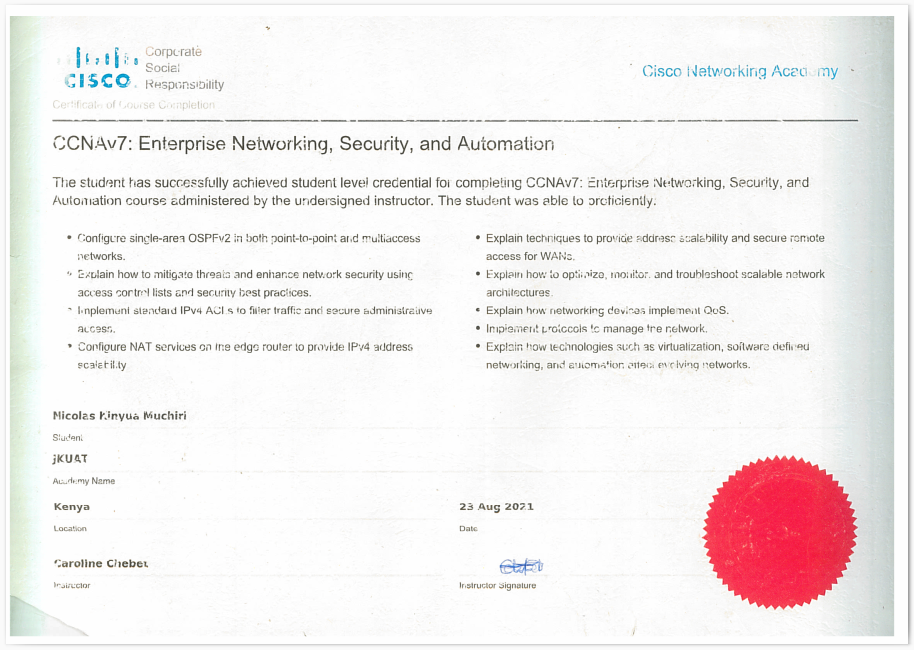 Corporate
Social
Responsibility
CISCO
Cisco Networking Academy
Certificate of Course Completion
CCNAv7: Enterprise Networking, Security, and Automation
The student has successfully achieved student level credential for completing CCNAv7: Enterprise Networking, Security, and
Automation course administered by the undersigned instructor. The student was able to proficiently:
• Configure single-area OSPFv2 in both point-to-point and multiaccess
networks.
• Explain how to mitigate threats and enhance network security using
access control lists and security best practices.
• Implement standard IPv4 ACLs to filter traffic and secure administrative
access.
• Configure NAT services on the edge router to provide IPv4 address
scalability
• Explain techniques to provide address scalability and secure remote
access for WANs.
• Explain how to optimize, monitor, and troubleshoot scalable network
architectures.
• Explain how networking devices implement QoS.
• Implement protocols to manage the network.
• Explain how technologies such as virtualization, software defined
networking, and automation affect evolving networks.
Nicolas Kinyua Muchiri
Student
jKUAT
Academy Name
Kenya
Location
23 Aug 2021
Date
Caroline Chebet
Instructor
Instructor Signature